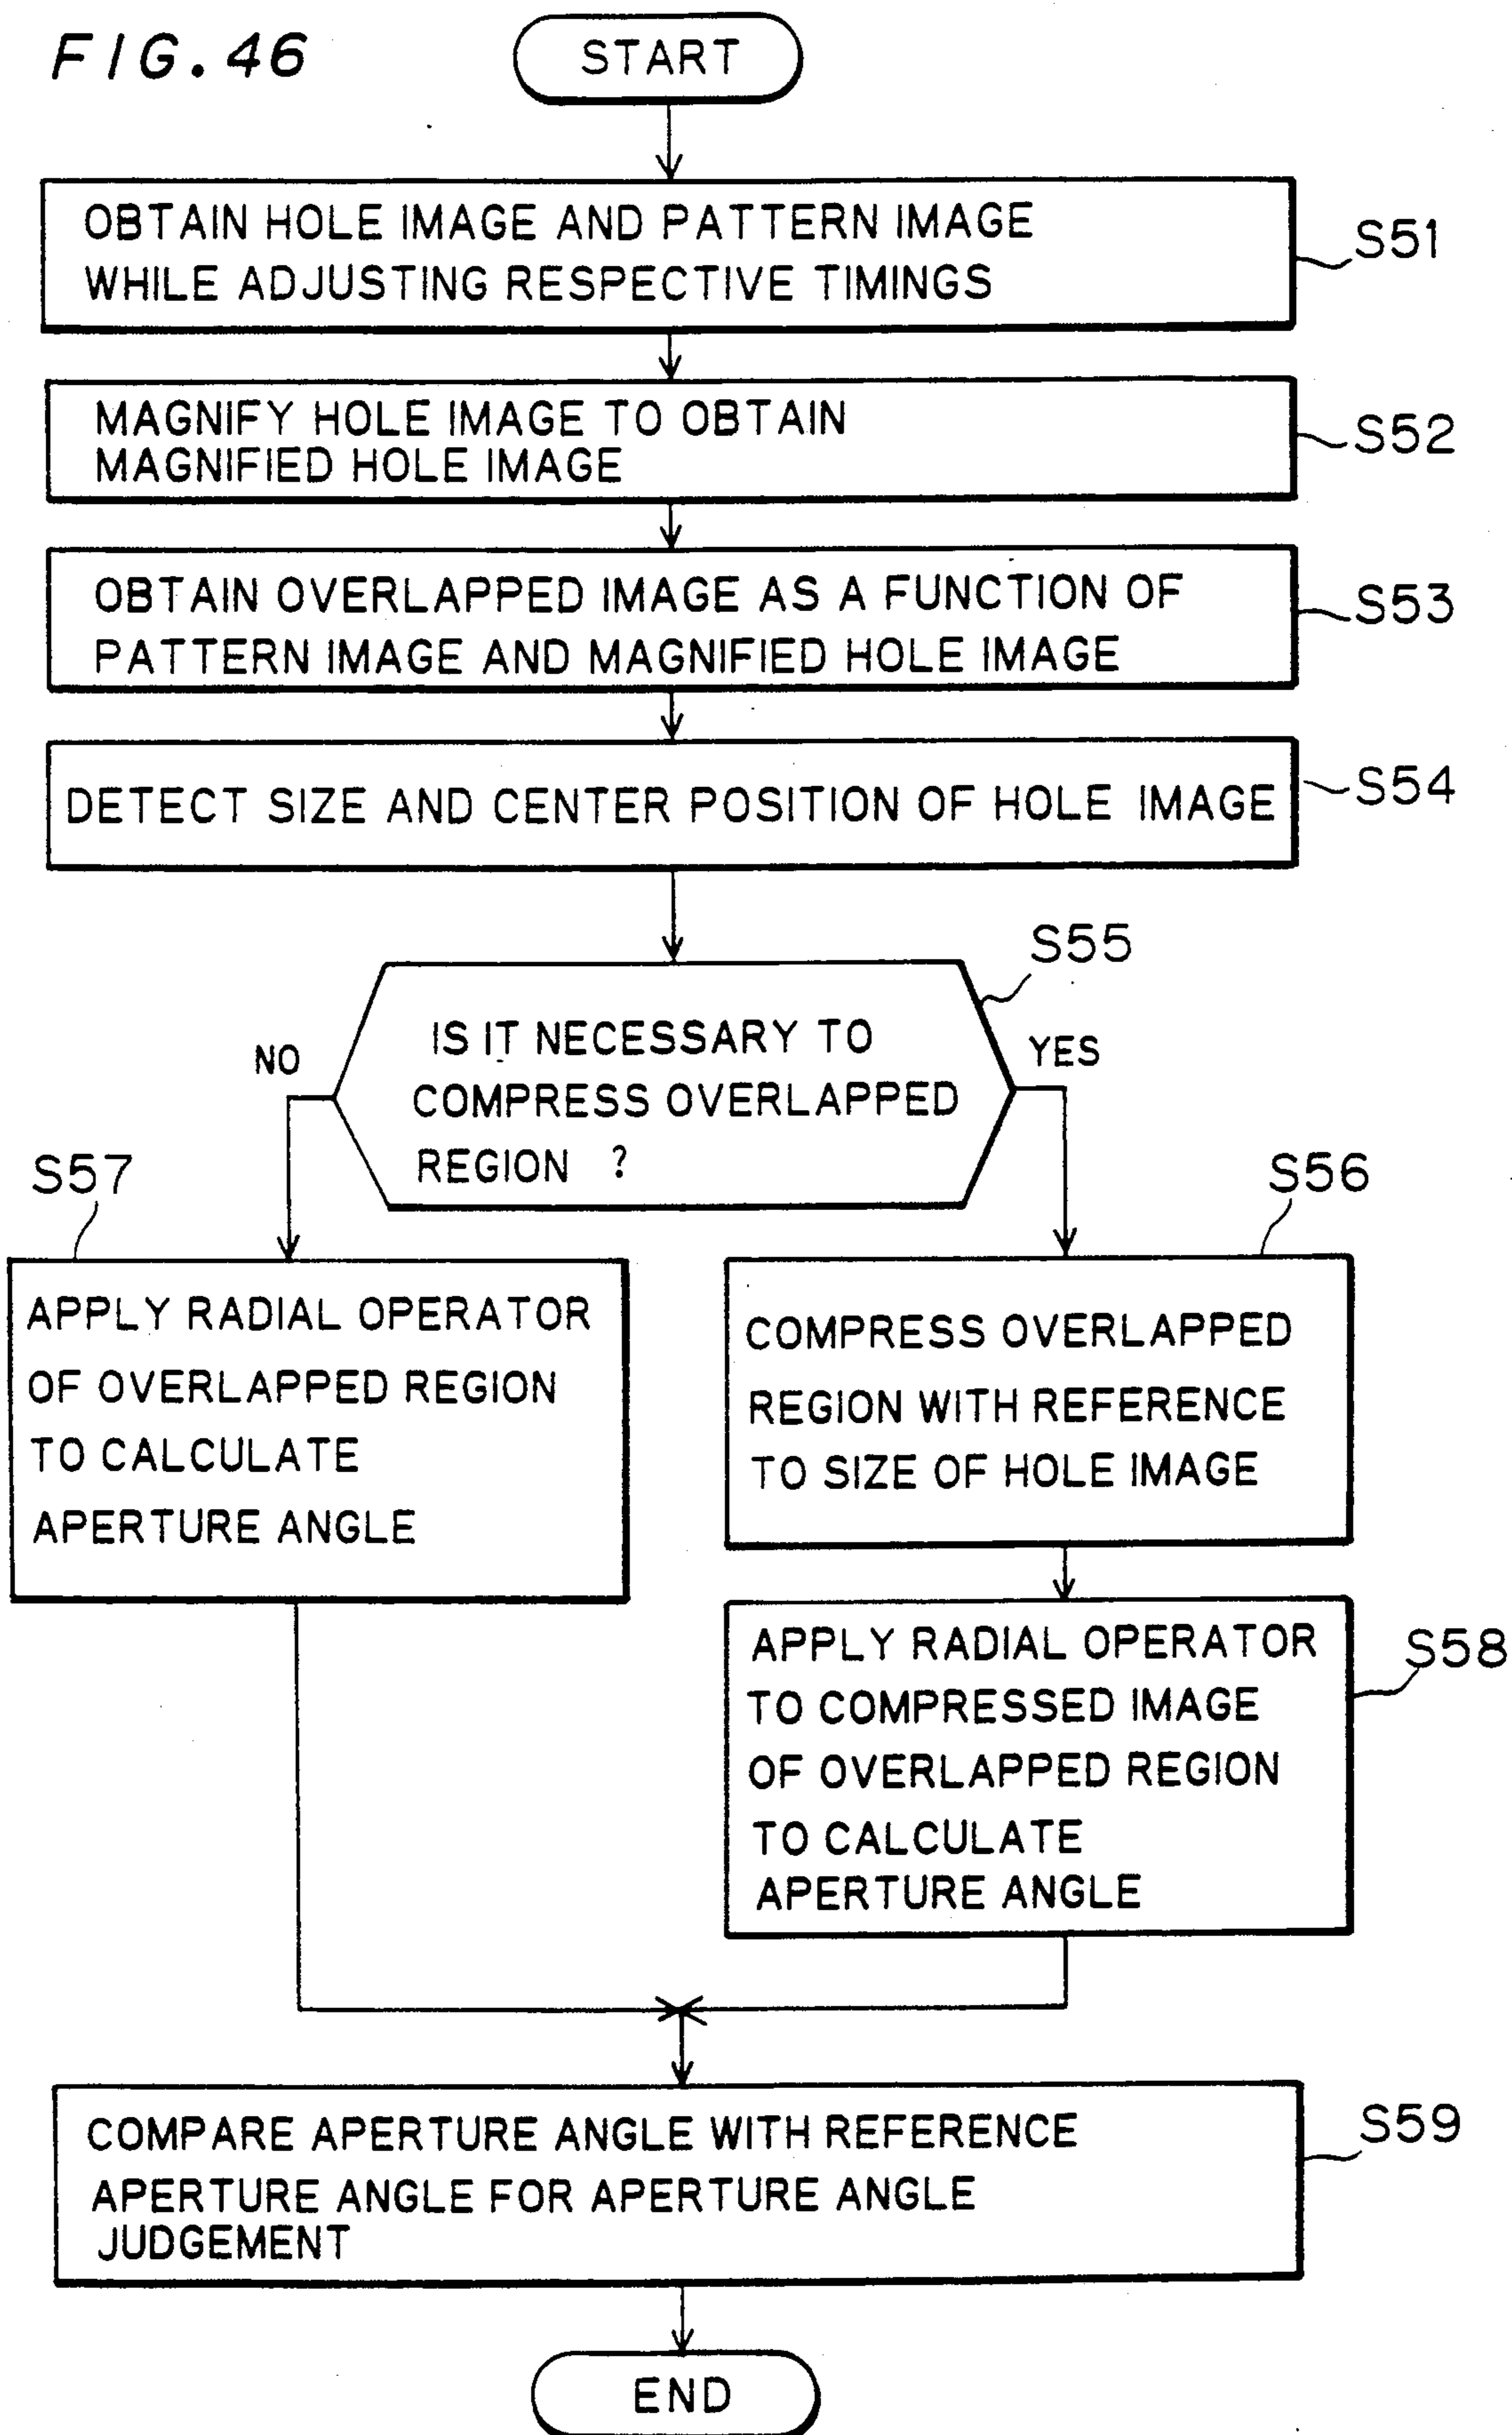 FIG. 46
START
OBTAIN HOLE IMAGE AND PATTERN IMAGE
WHILE ADJUSTING RESPECTIVE TIMINGS
S51
MAGNIFY HOLE IMAGE TO OBTAIN
MAGNIFIED HOLE IMAGE
S52
OBTAIN OVERLAPPED IMAGE AS A FUNCTION OF
PATTERN IMAGE AND MAGNIFIED HOLE IMAGE
S53
DETECT SIZE AND CENTER POSITION OF HOLE IMAGE
S54
S55
IS IT NECESSARY TO
COMPRESS OVERLAPPED
REGION ?
NO
YES
S57
APPLY RADIAL OPERATOR
OF OVERLAPPED REGION
TO CALCULATE
APERTURE ANGLE
S56
COMPRESS OVERLAPPED
REGION WITH REFERENCE
TO SIZE OF HOLE IMAGE
APPLY RADIAL OPERATOR
TO COMPRESSED IMAGE
OF OVERLAPPED REGION
TO CALCULATE
APERTURE ANGLE
S58
COMPARE APERTURE ANGLE WITH REFERENCE
APERTURE ANGLE FOR APERTURE ANGLE
JUDGEMENT
S59
END